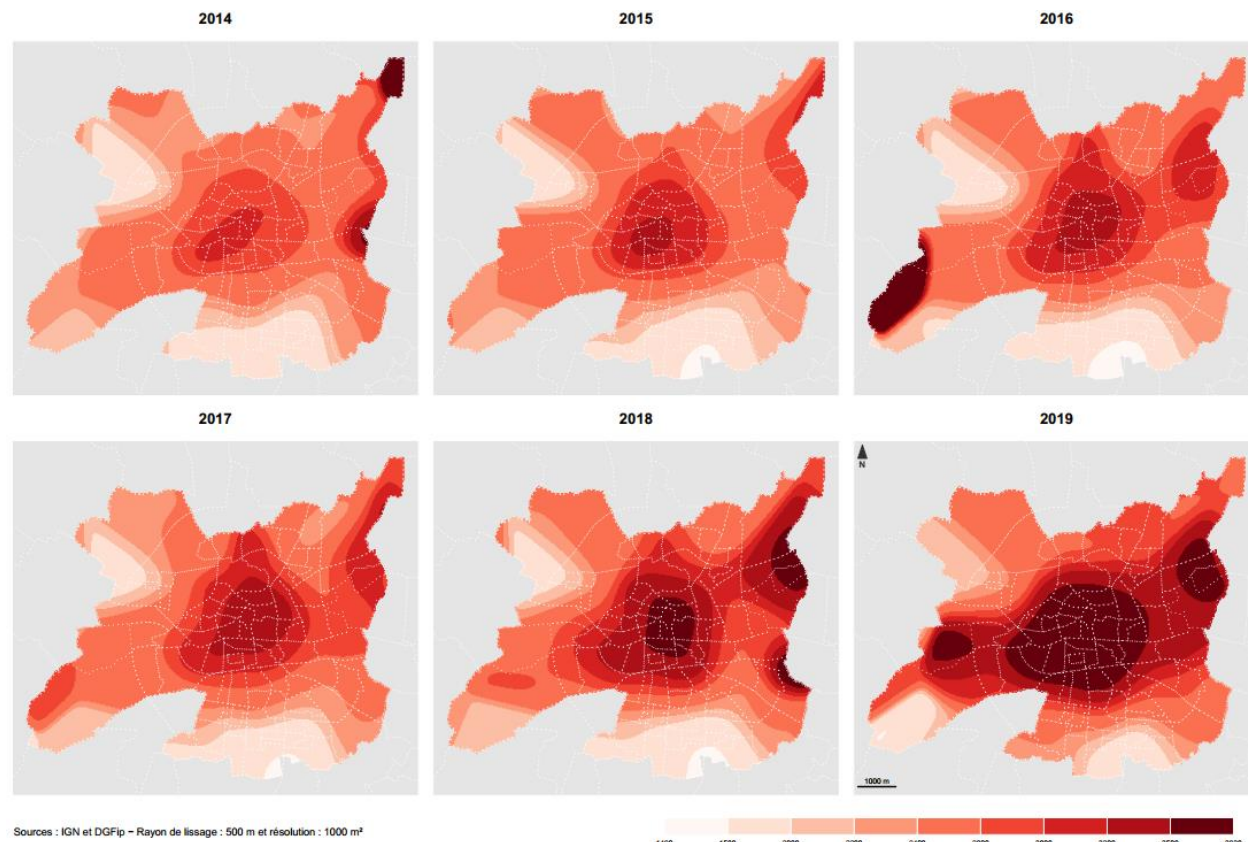 2014
2015
2016
2017
2018
2019
N
1000 m
Sources : IGN et DGFip − Rayon de lissage : 500 m et résolution : 1000 m²